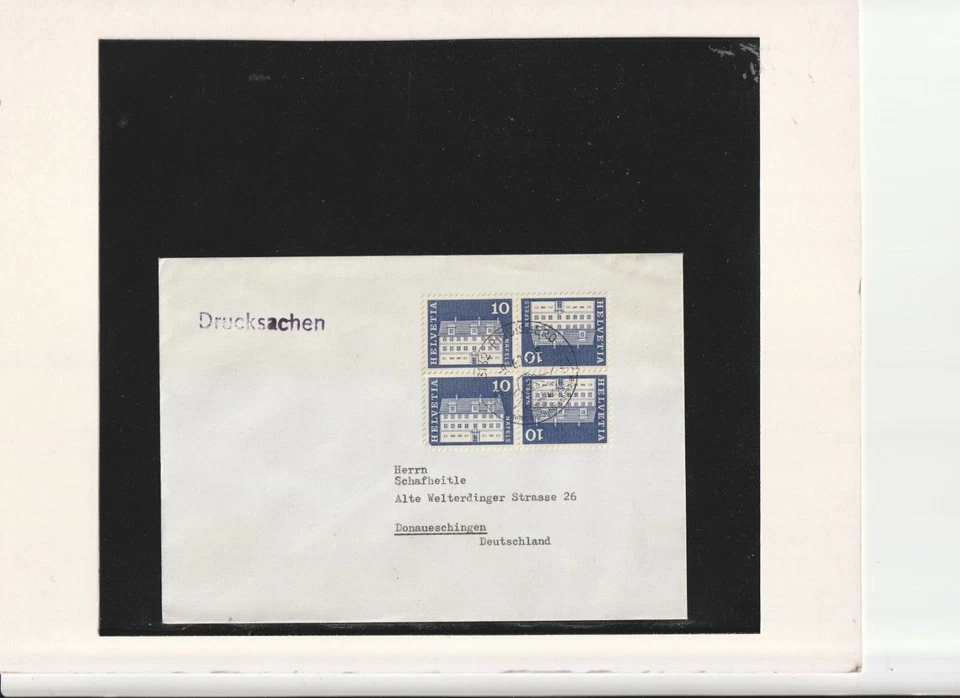 Drucksachen
HELVETIA
10
NÄFELS
HELVETIA
10
NÄFELS
HELVETIA
10
NÄFELS
HELVETIA
10
NÄFELS
Herrn
Schafheitle
Alte Welterdinger Strasse 26
Donaueschingen
Deutschland